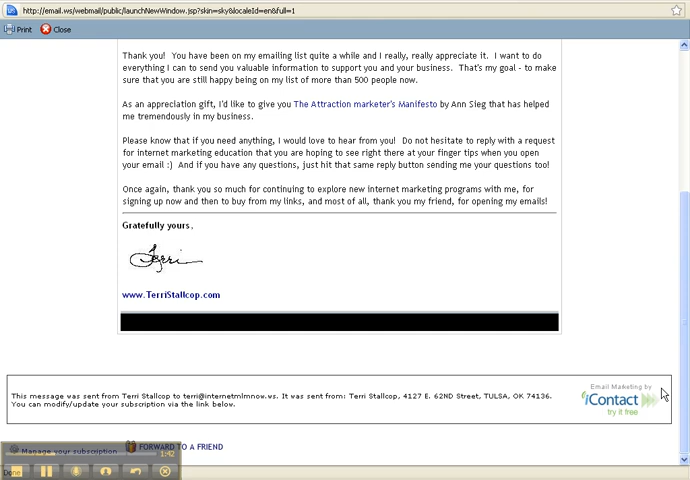 http://email.ws/webmail/public/launchNewWindow.jsp?skin=sky&localeId=en&full=1
Print Close
Thank you! You have been on my emailing list quite a while and I really, really appreciate it. I want to do
everything I can to send you valuable information to support you and your business. That's my goal - to make
sure that you are still happy being on my list of more than 500 people now.
As an appreciation gift, I'd like to give you The Attraction marketer's Manifesto by Ann Sieg that has helped
me tremendously in my business.
Please know that if you need anything, I would love to hear from you! Do not hesitate to reply with a request
for internet marketing education that you are hoping to see right there at your finger tips when you open
your email :) And if you have any questions, just hit that same reply button sending me your questions too!
Once again, thank you so much for continuing to explore new internet marketing programs with me, for
signing up now and then to buy from my links, and most of all, thank you my friend, for opening my emails!
Gratefully yours,
Terri
www.TerriStallcop.com
Email Marketing by
iContact
try it free
This message was sent from Terri Stallcop to terri@internetmlmnow.ws. It was sent from: Terri Stallcop, 4127 E. 62ND Street, TULSA, OK 74136.
You can modify/update your subscription via the link below.
Manage your subscription FORWARD TO A FRIEND
1:42
Done